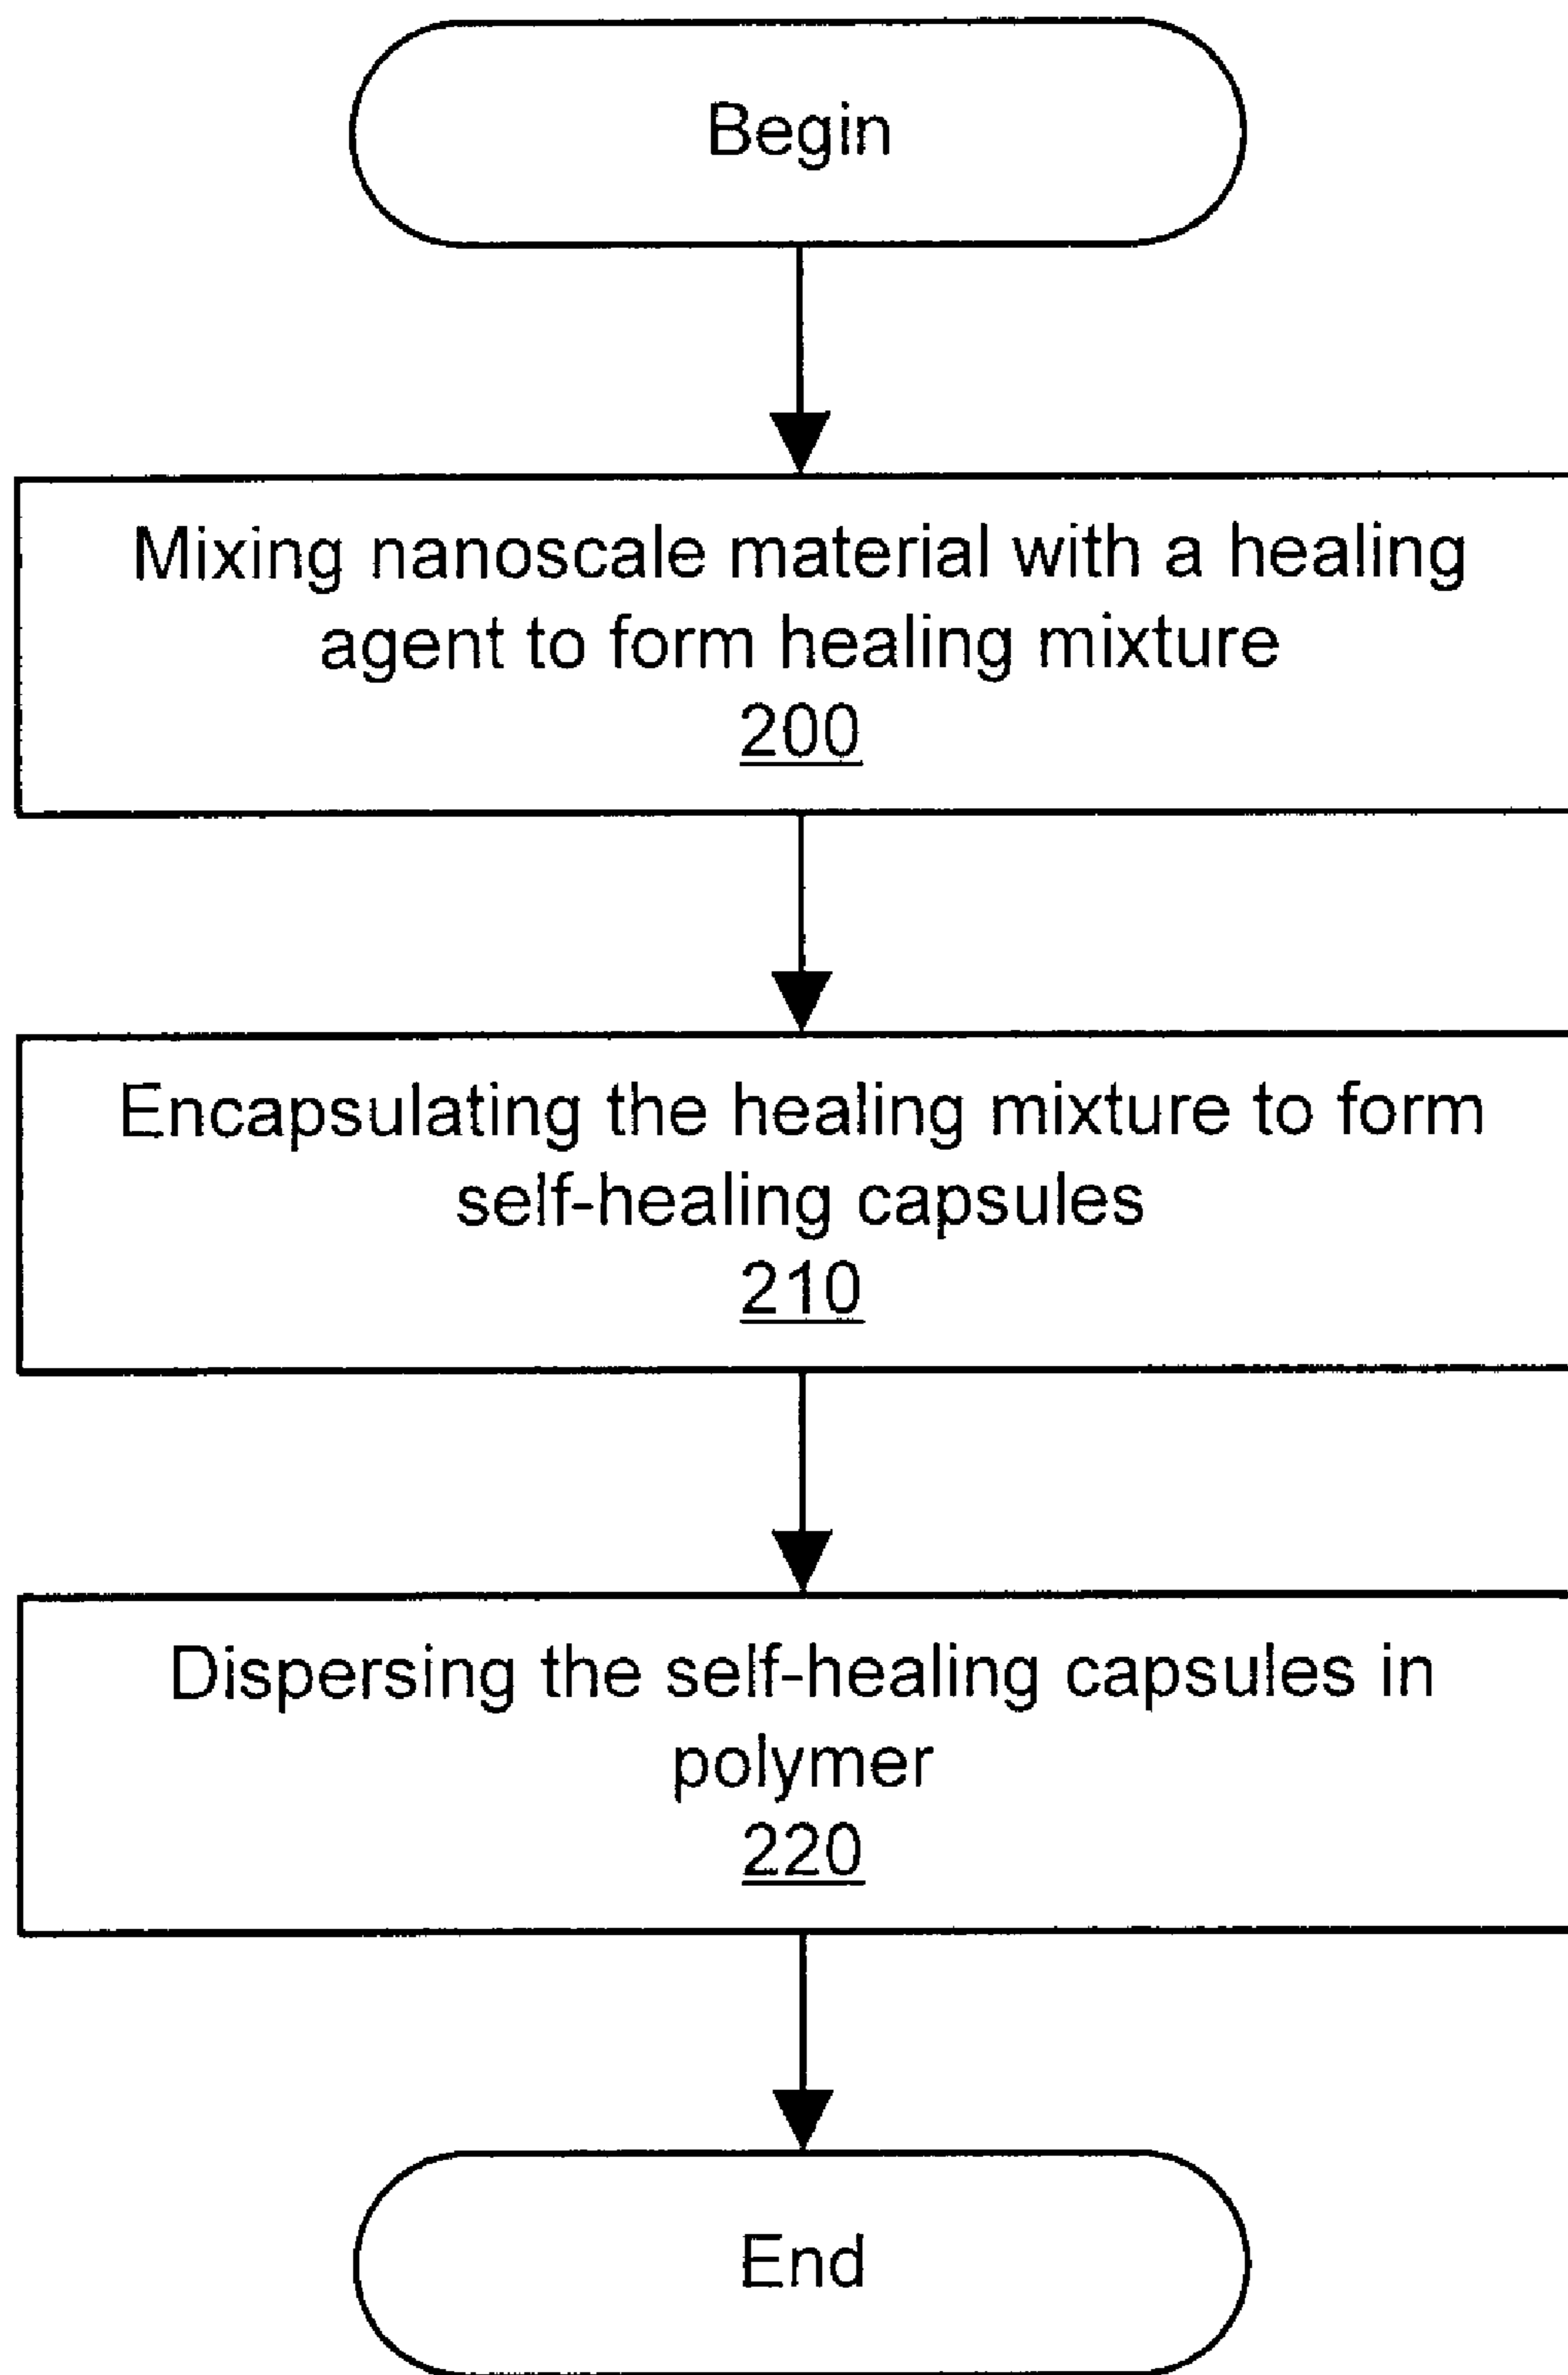 Begin
Mixing nanoscale material with a healing
agent to form healing mixture
200
Encapsulating the healing mixture to form
self-healing capsules
210
Dispersing the self-healing capsules in
polymer
220
End